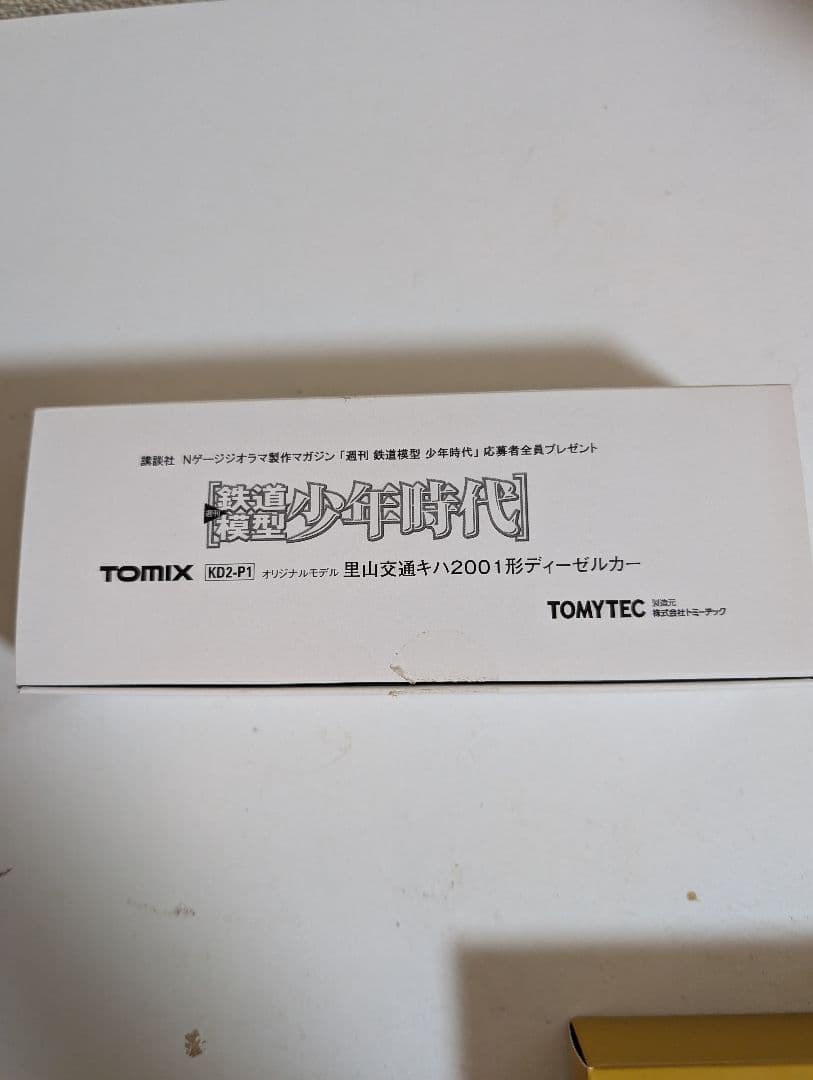 講談社 Nゲージジオラマ製作マガジン「週刊 鉄道模型 少年時代」応募者全員プレゼント
週刊 鉄道模型 少年時代
TOMIX KD2-P1 オリジナルモデル 里山交通キハ2001形ディーゼルカー
TOMYTEC 製造元 株式会社トミーテック